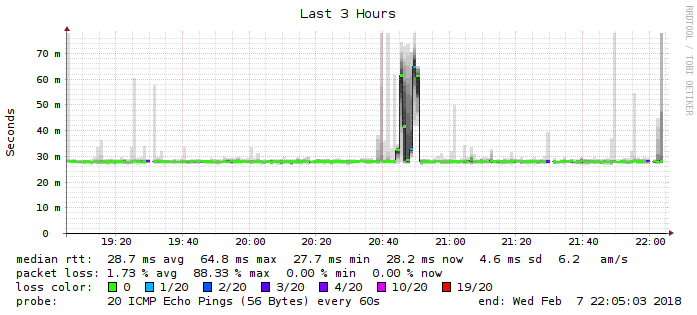 Last 3 Hours
RRDTOOL / TOBI OETIKER
Seconds
70 m
60 m
50 m
40 m
30 m
20 m
10 m
0
19:20 19:40 20:00 20:20 20:40 21:00 21:20 21:40 22:00
median rtt: 28.7 ms avg 64.8 ms max 27.7 ms min 28.2 ms now 4.6 ms sd 6.2 am/s
packet loss: 1.73 % avg 88.33 % max 0.00 % min 0.00 % now
loss color: 0 1/20 2/20 3/20 4/20 10/20 19/20
probe: 20 ICMP Echo Pings (56 Bytes) every 60s end: Wed Feb 7 22:05:03 2018